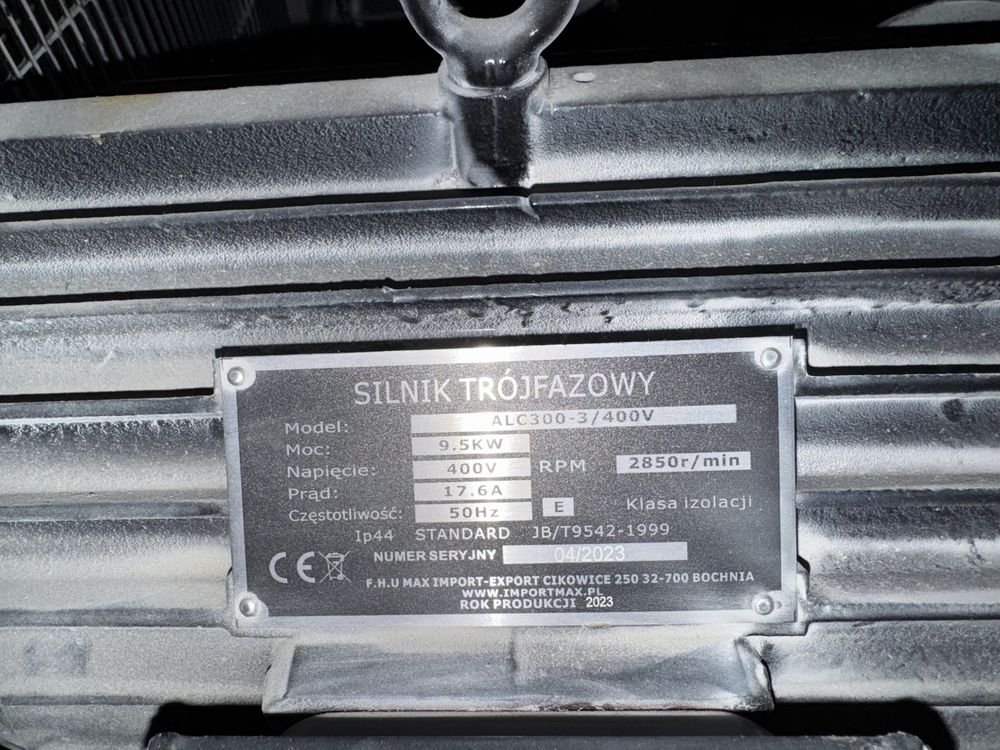 SILNIK TRÓJFAZOWY
Model: ALC300-3/400V
Moc: 9.5KW
Napięcie: 400V RPM 2850r/min
Prąd: 17.6A
Częstotliwość: 50Hz E Klasa izolacji
Ip44 STANDARD JB/T9542-1999
NUMER SERYJNY 04/2023
CE
F.H.U MAX IMPORT-EXPORT CIKOWICE 250 32-700 BOCHNIA
WWW.IMPORTMAX.PL
ROK PRODUKCJI 2023